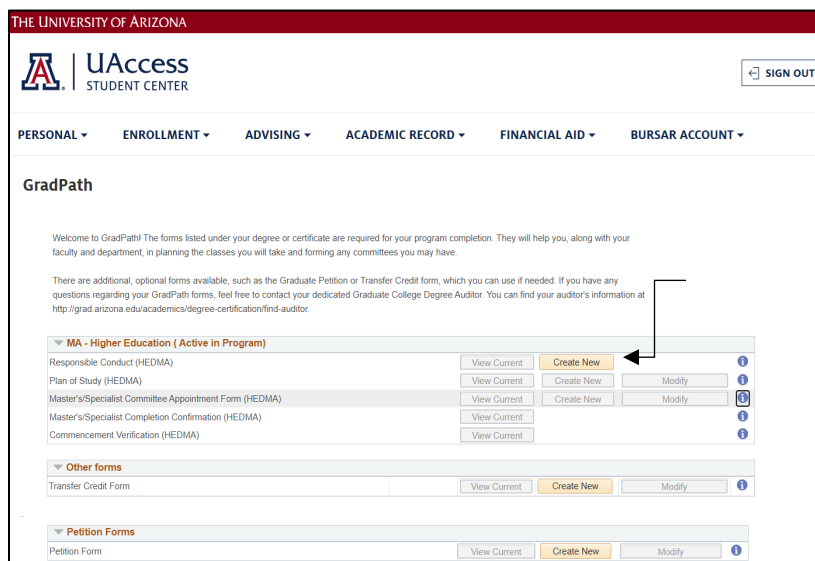 THE UNIVERSITY OF ARIZONA
A. UAccess
STUDENT CENTER
SIGN OUT
PERSONAL ENROLLMENT ADVISING ACADEMIC RECORD FINANCIAL AID BURSAR ACCOUNT
GradPath
Welcome to GradPath! The forms listed under your degree or certificate are required for your program completion. They will help you, along with your
faculty and department, in planning the classes you will take and forming any committees you may have.
There are additional, optional forms available, such as the Graduate Petition or Transfer Credit form, which you can use if needed. If you have any
questions regarding your GradPath forms, feel free to contact your dedicated Graduate College Degree Auditor. You can find your auditor's information at
http://grad.arizona.edu/academics/degree-certification/find-auditor.
MA - Higher Education ( Active in Program)
Responsible Conduct (HEDMA) View Current Create New
Plan of Study (HEDMA) View Current Create New Modify
Master's/Specialist Committee Appointment Form (HEDMA) View Current Create New Modify
Master's/Specialist Completion Confirmation (HEDMA) View Current
Commencement Verification (HEDMA) View Current
Other forms
Transfer Credit Form View Current Create New Modify
Petition Forms
Petition Form View Current Create New Modify